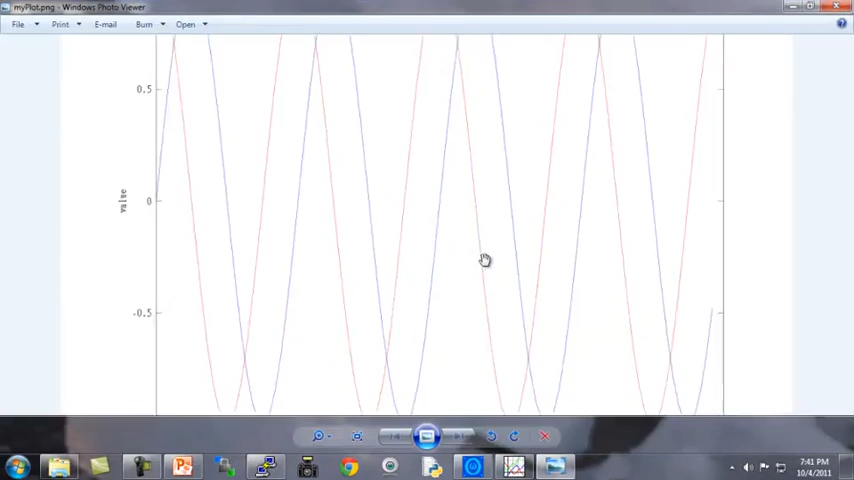 myPlot.png - Windows Photo Viewer
File Print E-mail Burn Open
0.5
value
0
-0.5
7:41 PM
10/4/2011